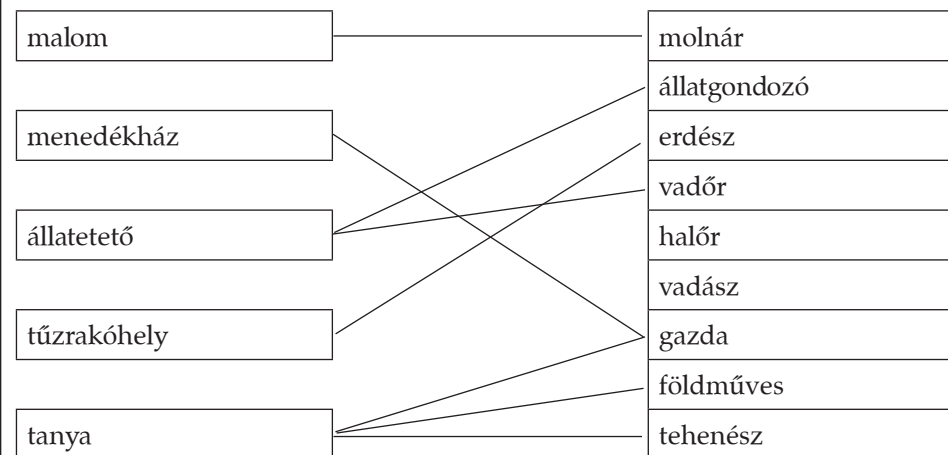 malom
menedékház
állatetető
tűzrakóhely
tanya
molnár
állatgondozó
erdész
vadőr
halőr
vadász
gazda
földműves
tehenész